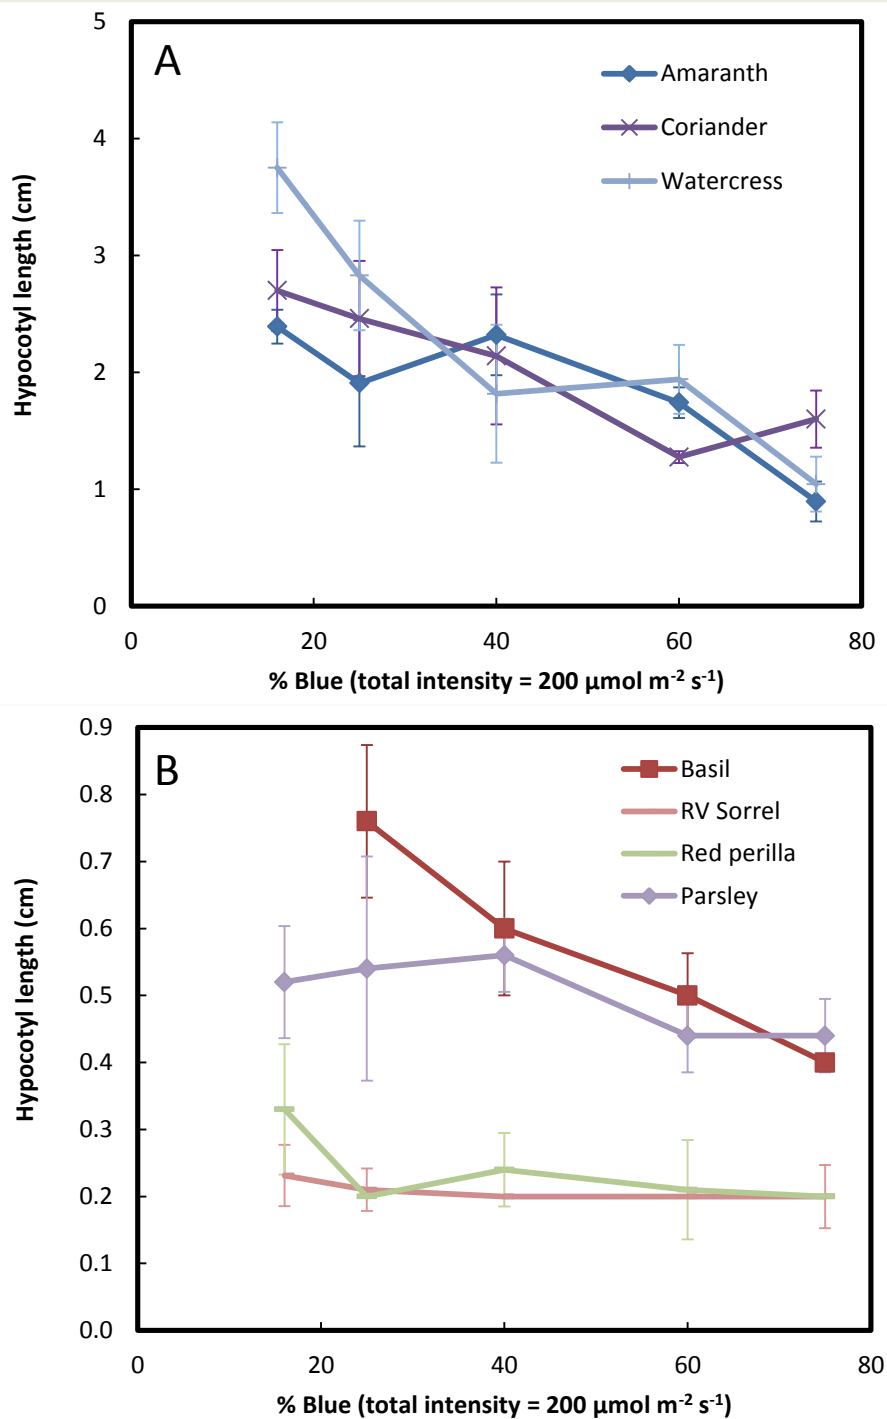 A
Amaranth
Coriander
Watercress
Hypocotyl length (cm)
5
4
3
2
1
0
0 20 40 60 80
% Blue (total intensity = 200 µmol m⁻² s⁻¹)
B
Basil
RV Sorrel
Red perilla
Parsley
Hypocotyl length (cm)
0.9
0.8
0.7
0.6
0.5
0.4
0.3
0.2
0.1
0.0
0 20 40 60 80
% Blue (total intensity = 200 µmol m⁻² s⁻¹)